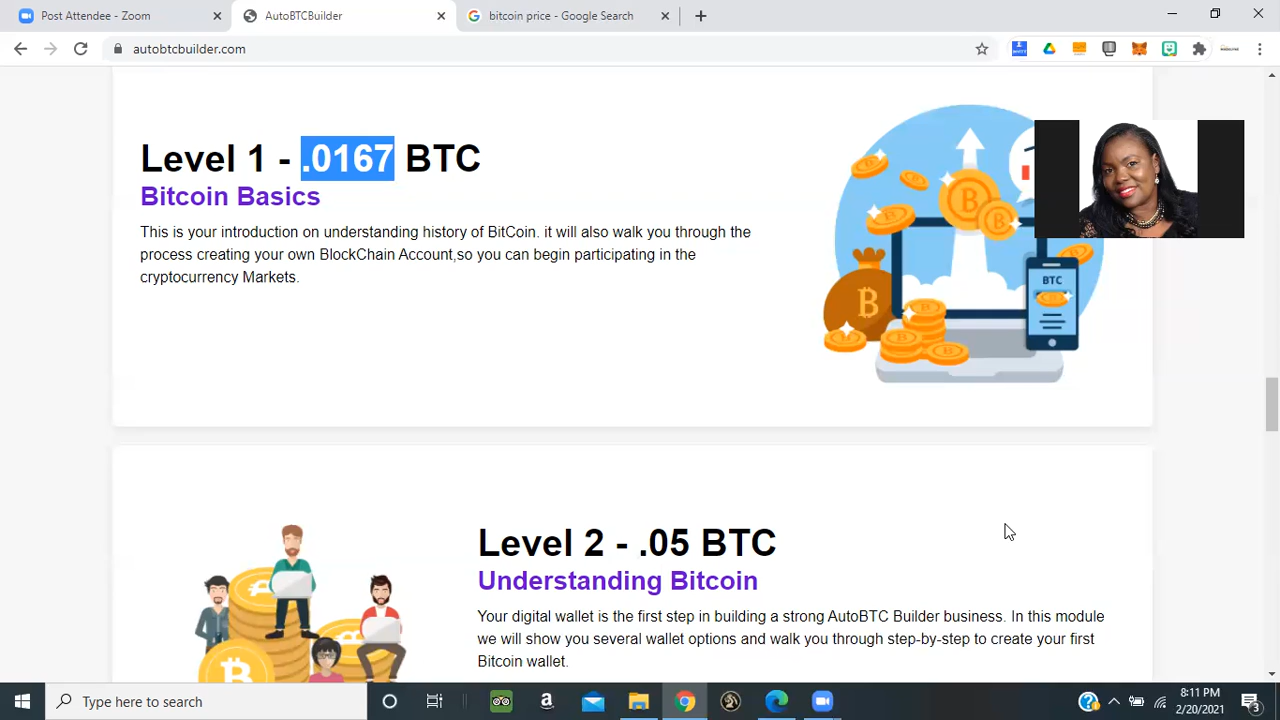 Post Attendee - Zoom
AutoBTCBuilder
bitcoin price - Google Search
autobtcbuilder.com
Level 1 - .0167 BTC
Bitcoin Basics
This is your introduction on understanding history of BitCoin. it will also walk you through the
process creating your own BlockChain Account,so you can begin participating in the
cryptocurrency Markets.
BTC
Level 2 - .05 BTC
Understanding Bitcoin
Your digital wallet is the first step in building a strong AutoBTC Builder business. In this module
we will show you several wallet options and walk you through step-by-step to create your first
Bitcoin wallet.
Type here to search
8:11 PM
2/20/2021
3